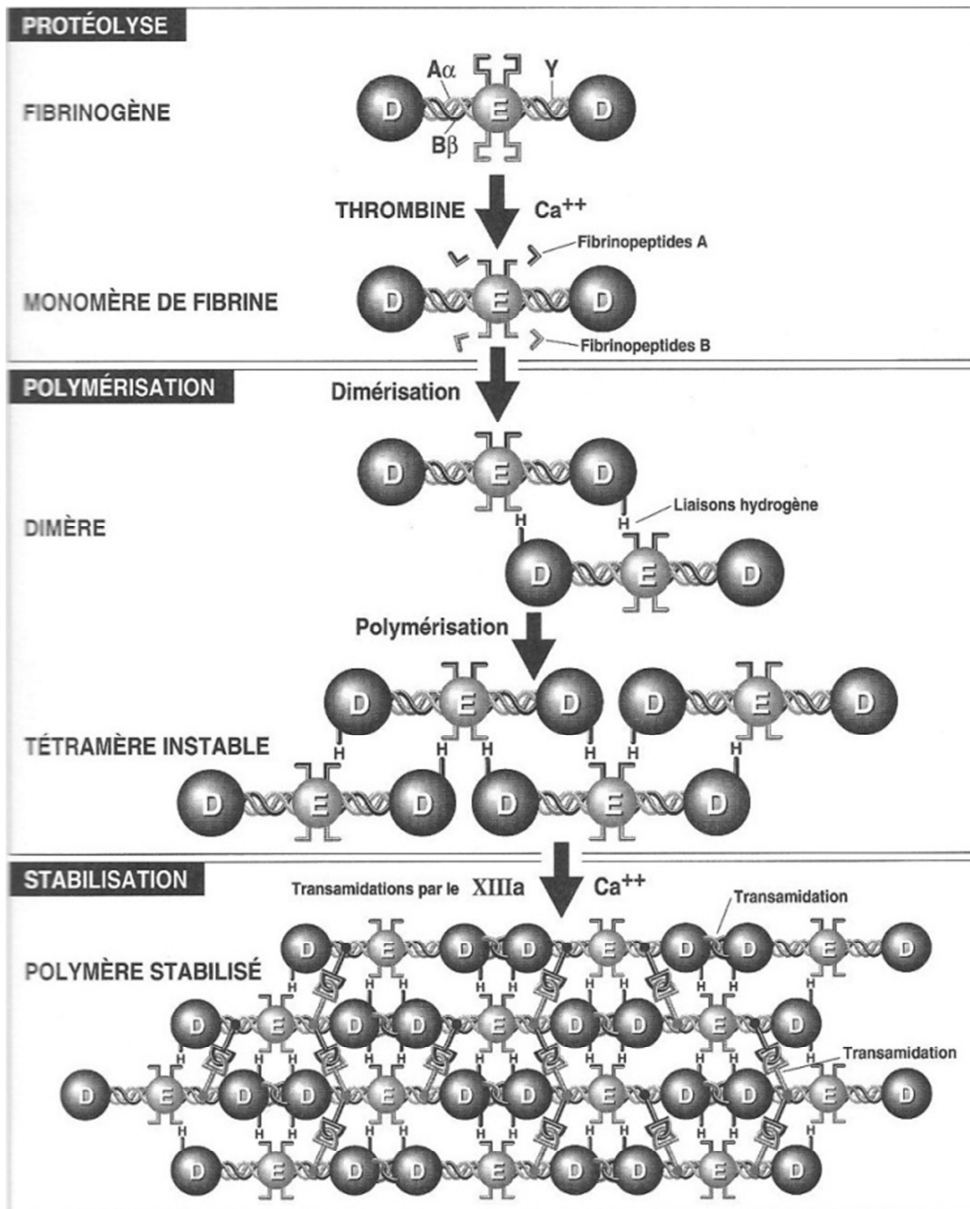 PROTÉOLYSE
Aα
Y
D
E
D
FIBRINOGÈNE
Bβ
THROMBINE
Ca++
Fibrinopeptides A
D
E
D
MONOMÈRE DE FIBRINE
Fibrinopeptides B
POLYMÉRISATION
Dimérisation
D
E
D
Liaisons hydrogène
H
H
DIMÈRE
D
E
D
Polymérisation
D
E
D
D
E
D
TÉTRAMÈRE INSTABLE
H
H
H
H
H
H
D
E
D
D
E
D
STABILISATION
Transamidations par le XIIIa
Ca++
Transamidation
D
E
D
D
E
D
D
E
D
POLYMÈRE STABILISÉ
H
H
H
H
H
H
H
H
H
H
D
E
D
D
E
D
D
E
D
Transamidation
H
H
H
H
H
H
H
H
H
H
H
H
D
E
D
D
E
D
D
E
D
D
E
D
H
H
H
H
H
H
H
H
H
H
D
E
D
D
E
D
D
E
D